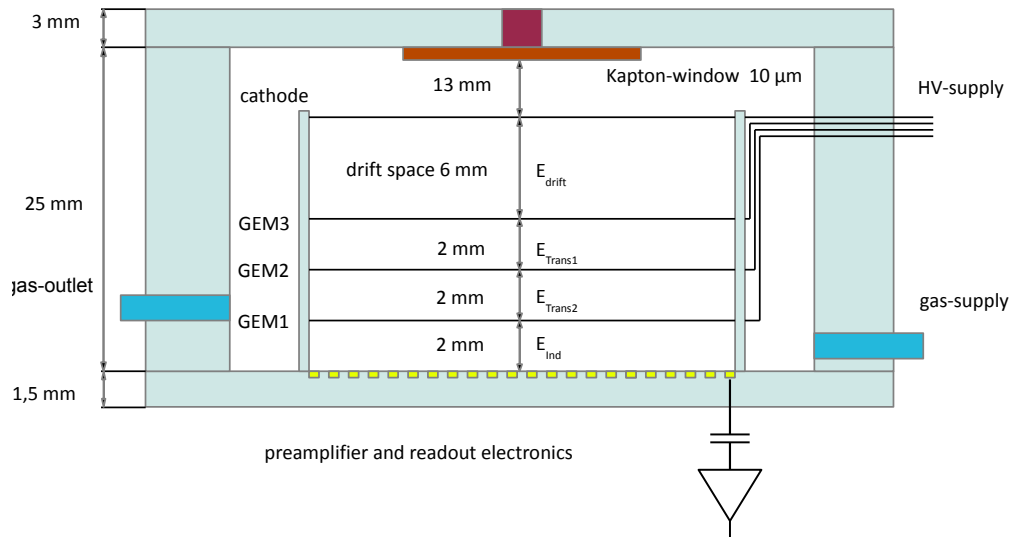 3 mm
Kapton-window 10 µm
13 mm
HV-supply
cathode
drift space 6 mm
E drift
25 mm
GEM3
2 mm
E Trans1
GEM2
gas-outlet
2 mm
E Trans2
gas-supply
GEM1
2 mm
E Ind
1,5 mm
preamplifier and readout electronics